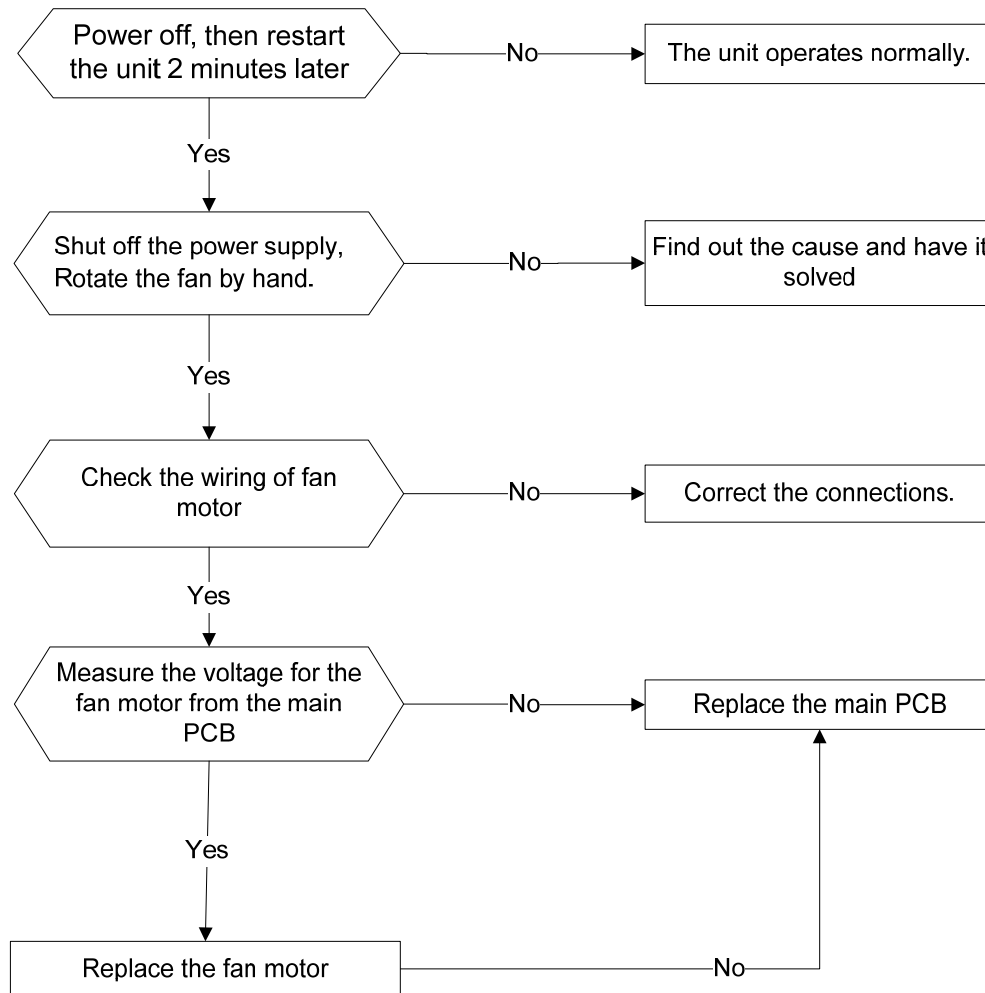 Power off, then restart
the unit 2 minutes later
No
The unit operates normally.
Yes
Shut off the power supply,
Rotate the fan by hand.
No
Find out the cause and have it
solved
Yes
Check the wiring of fan
motor
No
Correct the connections.
Yes
Measure the voltage for the
fan motor from the main
PCB
No
Replace the main PCB
Yes
Replace the fan motor
No